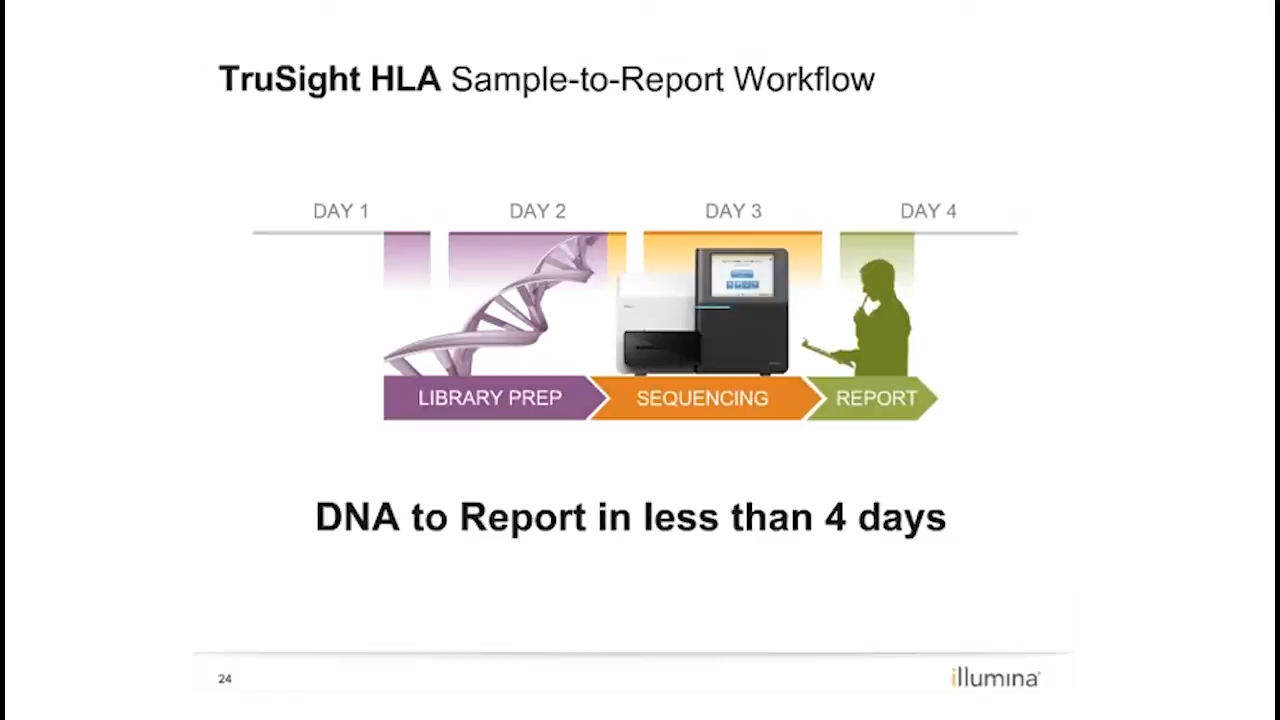 TruSight HLA Sample-to-Report Workflow
DAY 1 DAY 2 DAY 3 DAY 4
LIBRARY PREP SEQUENCING REPORT
DNA to Report in less than 4 days
24
illumina